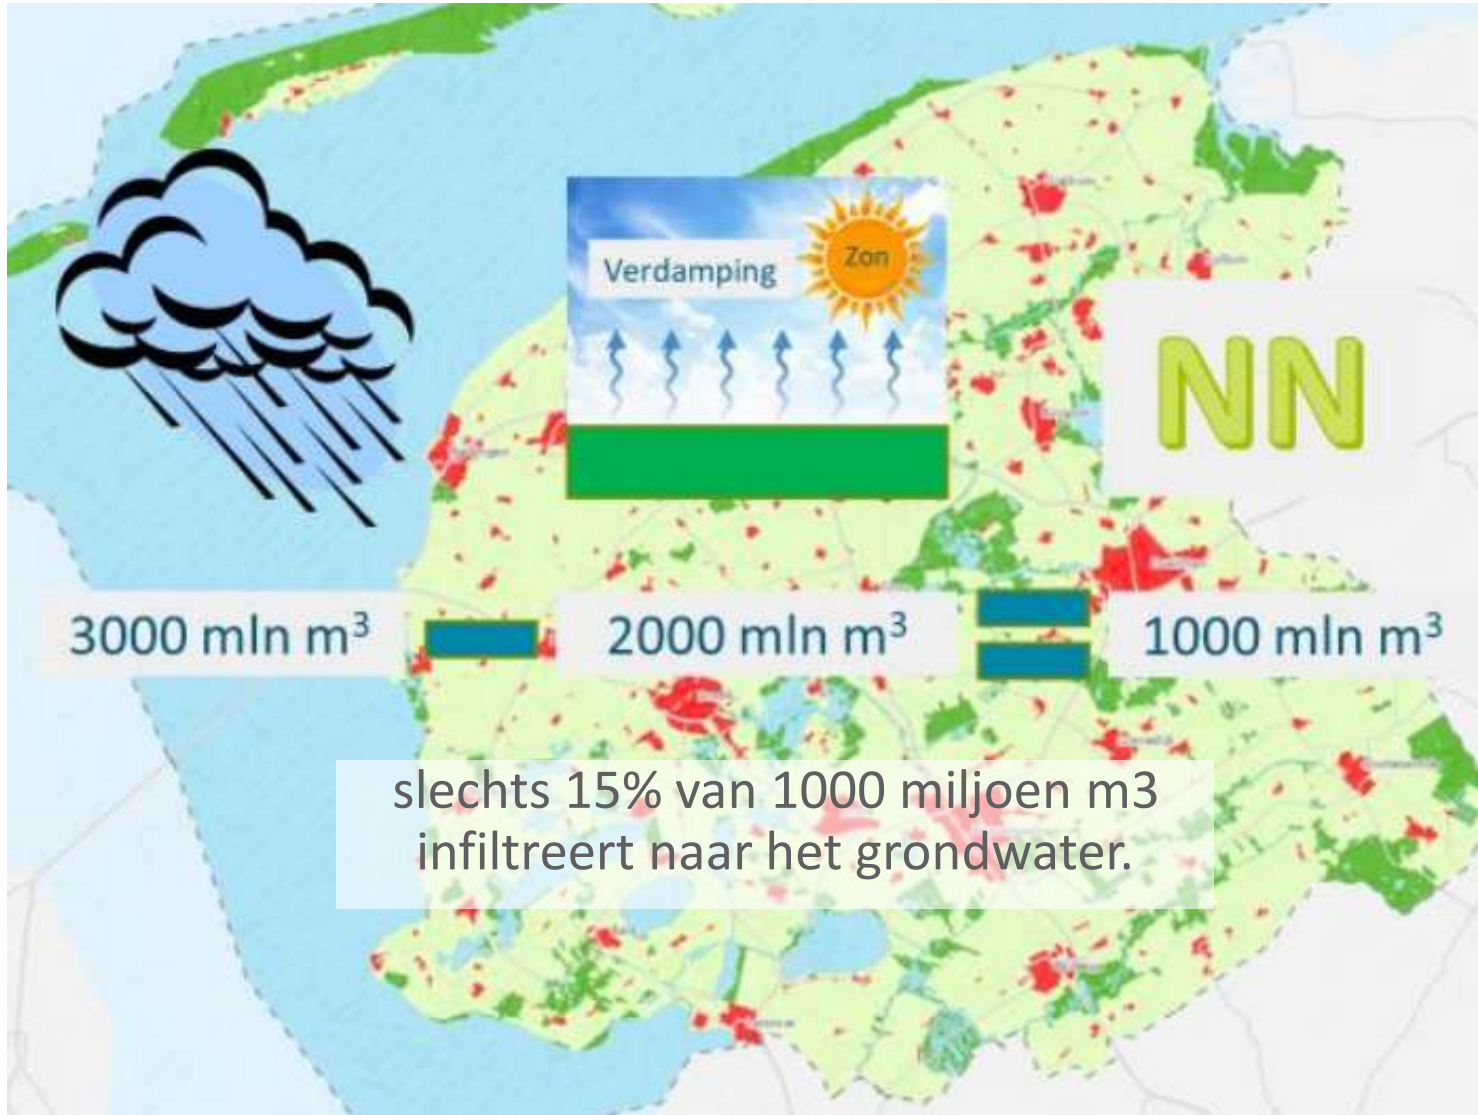 Verdamping
Zon
NN
3000 mln m³
2000 mln m³
1000 mln m³
slechts 15% van 1000 miljoen m3
infiltreert naar het grondwater.